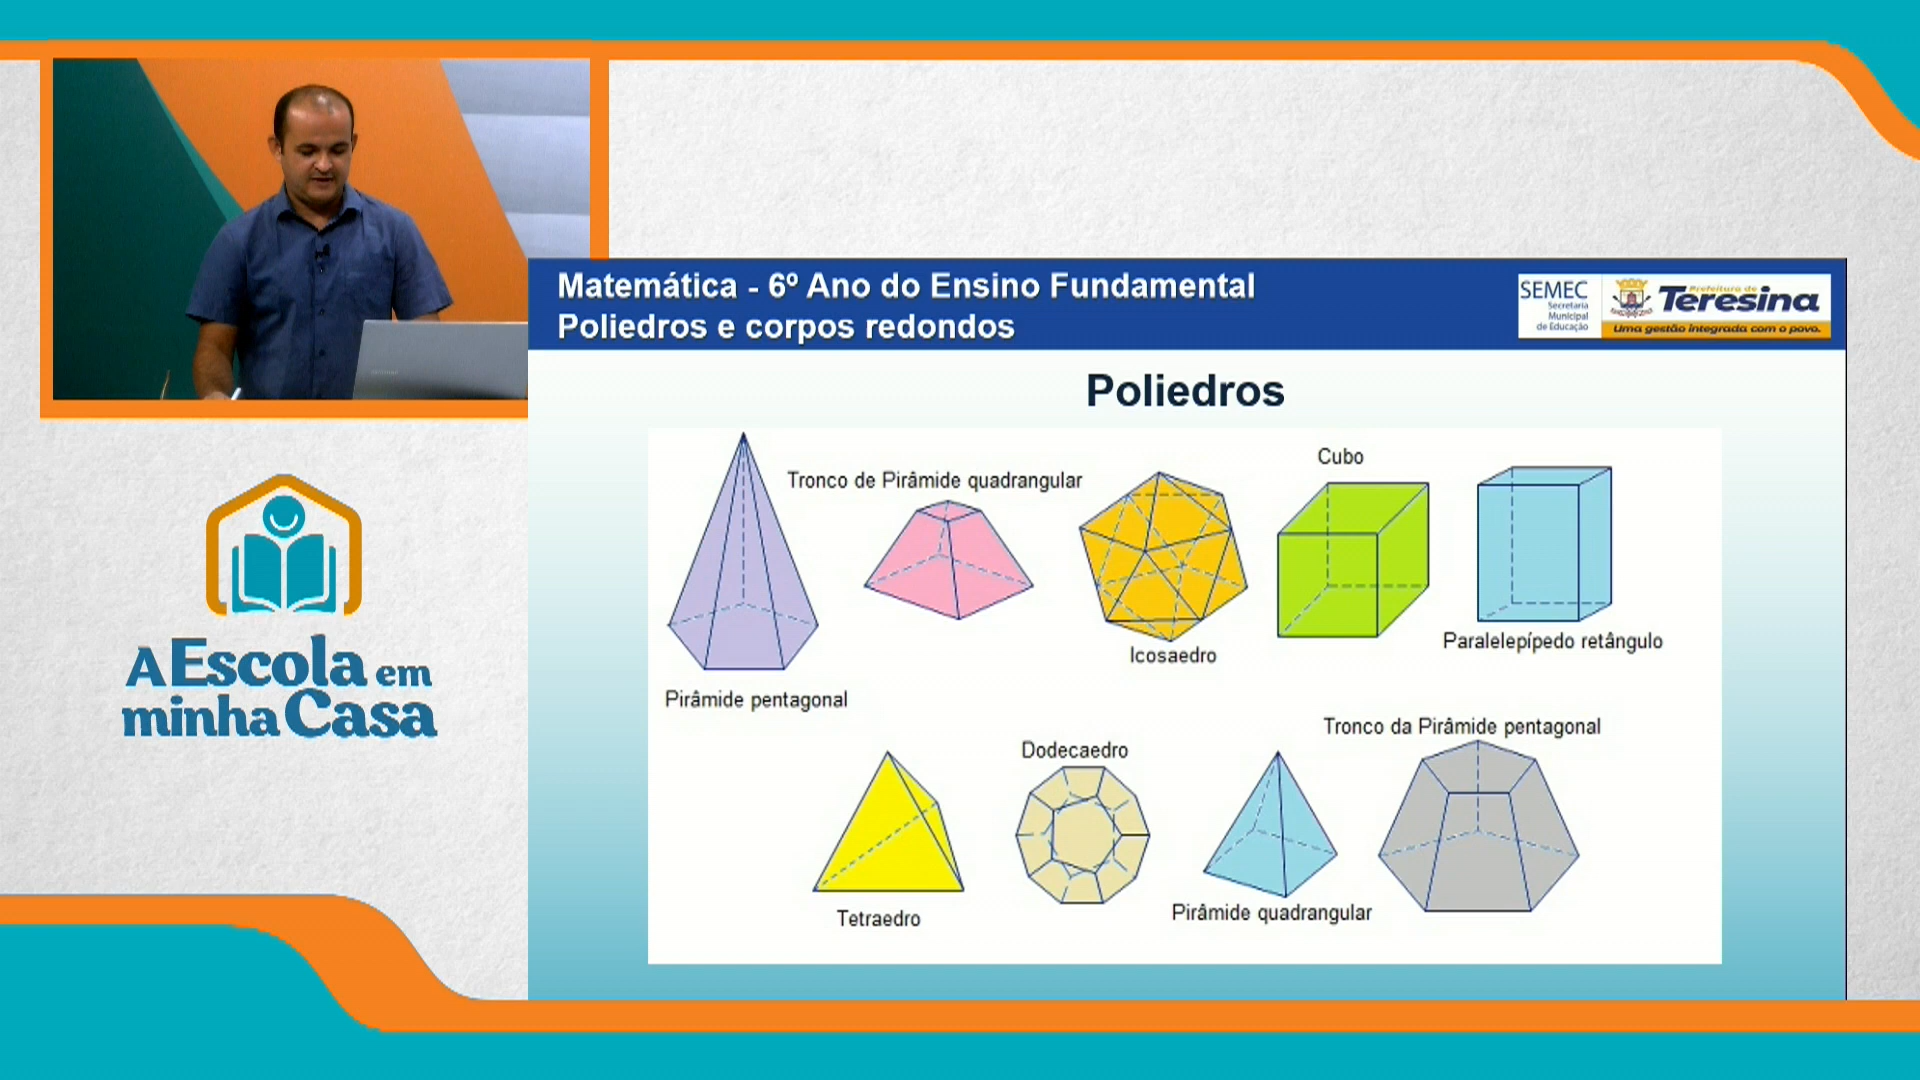 Matemática - 6º Ano do Ensino Fundamental
Poliedros e corpos redondos
SEMEC
Secretaria
Municipal
de Educação
Prefeitura de
Teresina
Uma gestão integrada com o povo.
Poliedros
Tronco de Pirâmide quadrangular
Cubo
Paralelepípedo retângulo
Icosaedro
Pirâmide pentagonal
Tronco da Pirâmide pentagonal
Dodecaedro
Pirâmide quadrangular
Tetraedro
A Escola em
minha Casa